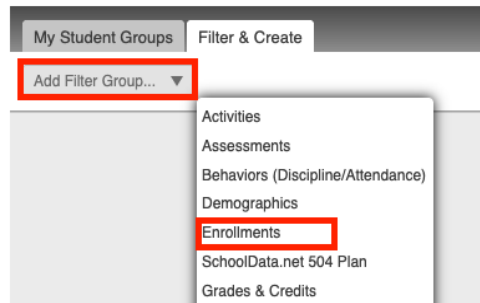 My Student Groups Filter & Create
Add Filter Group... ▼
Activities
Assessments
Behaviors (Discipline/Attendance)
Demographics
Enrollments
SchoolData.net 504 Plan
Grades & Credits